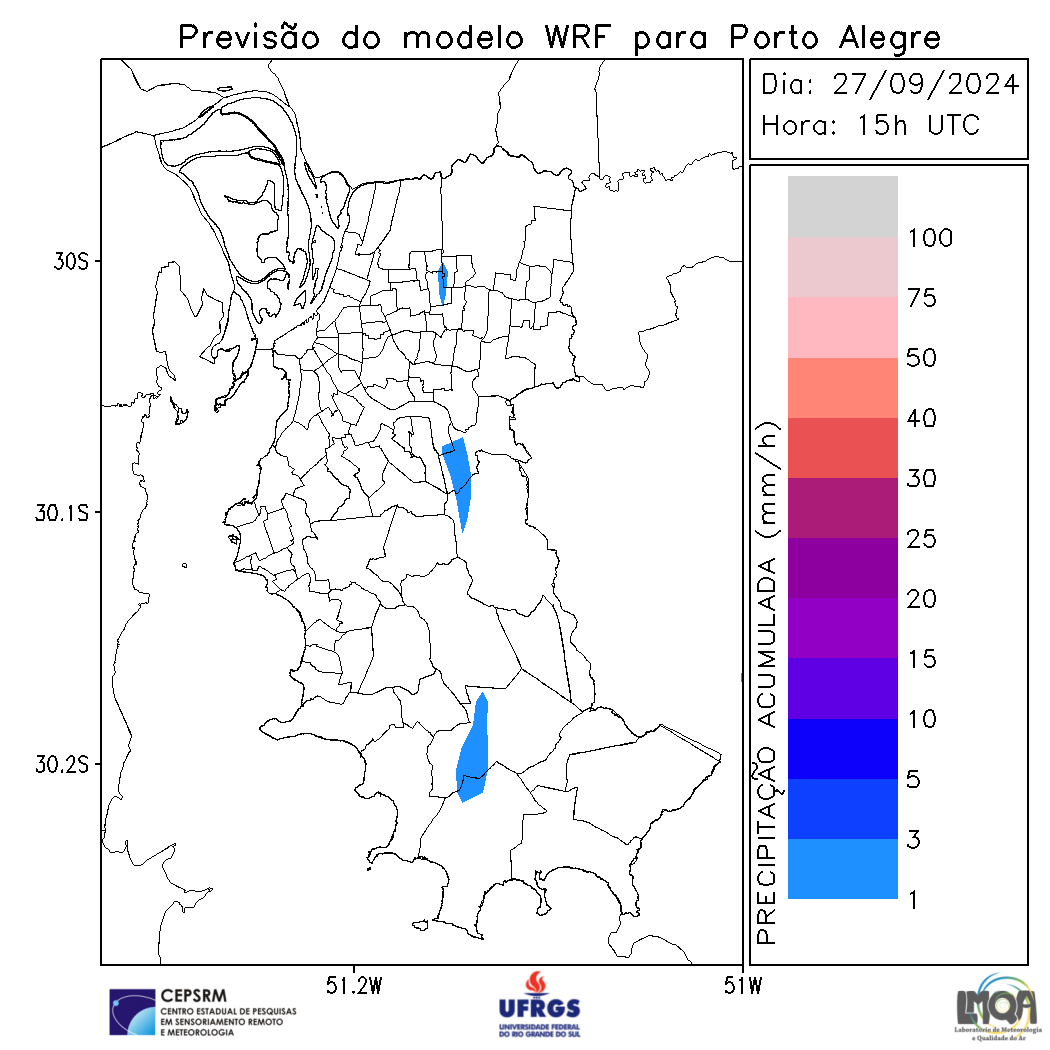 Previsão do modelo WRF para Porto Alegre
Dia: 27/09/2024
Hora: 15h UTC
30S
30.1S
30.2S
51.2W
51W
PRECIPITAÇÃO ACUMULADA (mm/h)
100
75
50
40
30
25
20
15
10
5
3
1
CEPSRM
CENTRO ESTADUAL DE PESQUISAS
EM SENSORIAMENTO REMOTO
E METEOROLOGIA
UFRGS
UNIVERSIDADE FEDERAL
DO RIO GRANDE DO SUL
LMQA
Laboratório de Meteorologia
e Qualidade do Ar